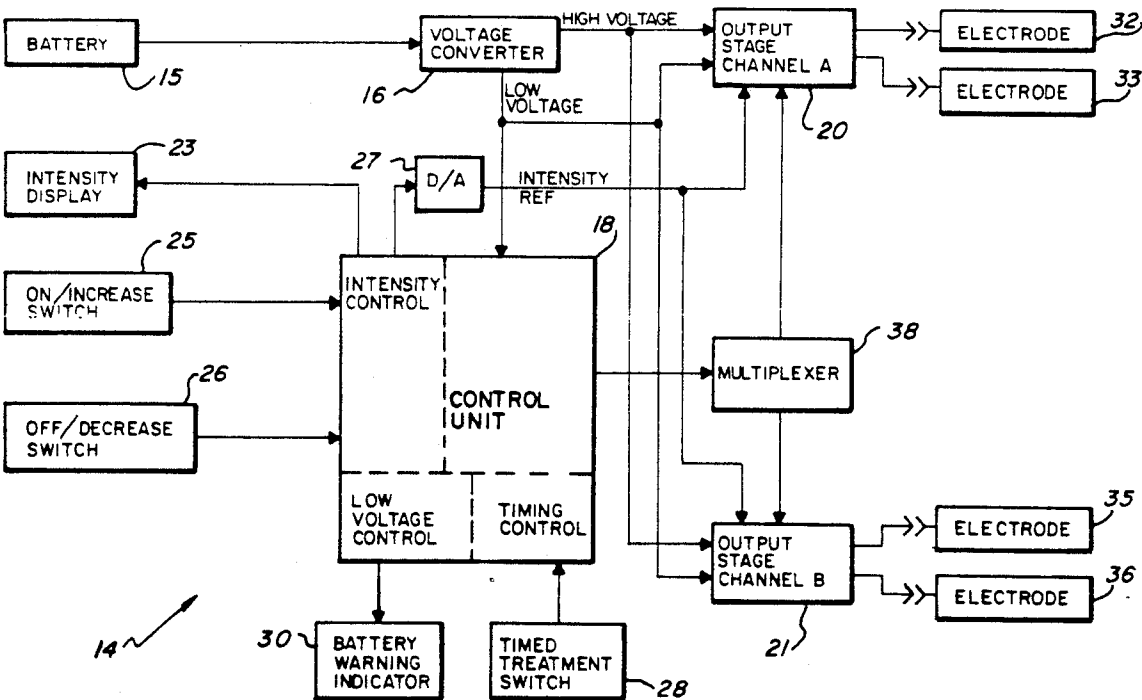 BATTERY
15
VOLTAGE
CONVERTER
16
HIGH VOLTAGE
LOW
VOLTAGE
OUTPUT
STAGE
CHANNEL A
20
ELECTRODE
32
ELECTRODE
33
23
INTENSITY
DISPLAY
27
D/A
INTENSITY
REF
18
25
ON/INCREASE
SWITCH
INTENSITY
CONTROL
CONTROL
UNIT
38
MULTIPLEXER
26
OFF/DECREASE
SWITCH
LOW
VOLTAGE
CONTROL
TIMING
CONTROL
OUTPUT
STAGE
CHANNEL B
21
ELECTRODE
35
ELECTRODE
36
14
30
BATTERY
WARNING
INDICATOR
TIMED
TREATMENT
SWITCH
28